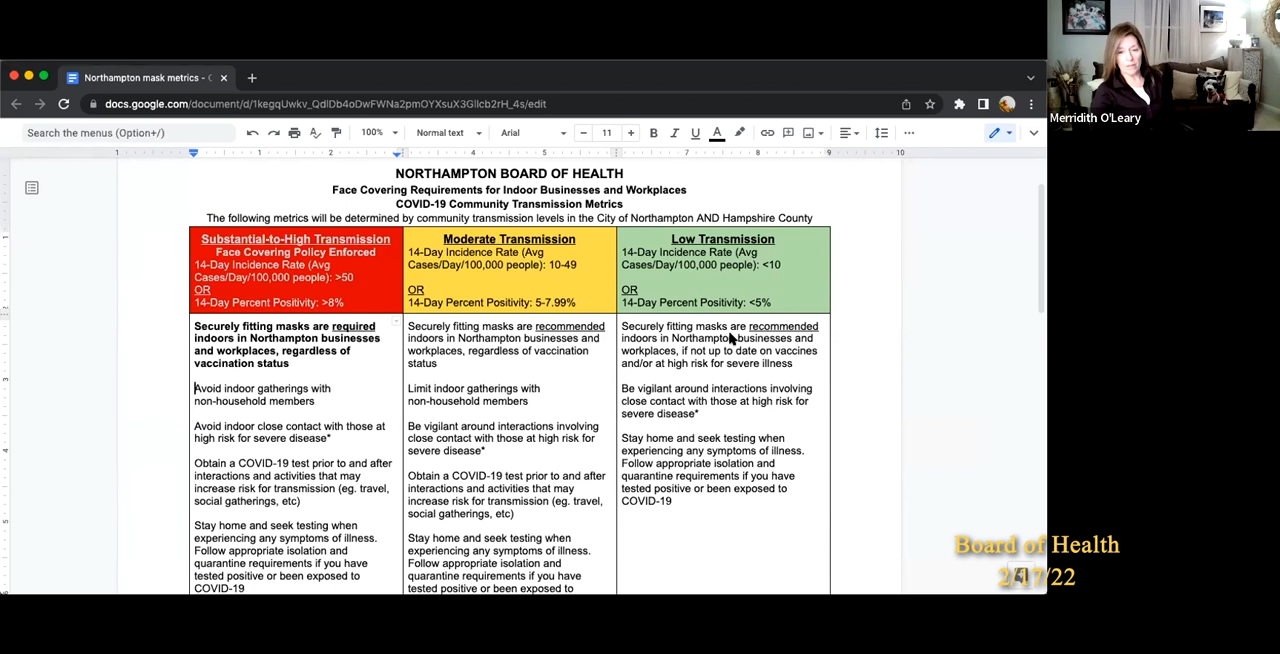 Northampton mask metrics - G
docs.google.com/document/d/1kegqUwkv_QdIDb4oDwFWNa2pmOYXsuX3GIIcb2rH_4s/edit
Merridith O'Leary
Search the menus (Option+/)
100%
Normal text
Arial
11
B
I
U
A
1
1
2
4
5
7
8
9
10
NORTHAMPTON BOARD OF HEALTH
Face Covering Requirements for Indoor Businesses and Workplaces
COVID-19 Community Transmission Metrics
The following metrics will be determined by community transmission levels in the City of Northampton AND Hampshire County
Substantial-to-High Transmission
Face Covering Policy Enforced
14-Day Incidence Rate (Avg
Cases/Day/100,000 people): >50
OR
14-Day Percent Positivity: >8%
Moderate Transmission
14-Day Incidence Rate (Avg
Cases/Day/100,000 people): 10-49
OR
14-Day Percent Positivity: 5-7.99%
Low Transmission
14-Day Incidence Rate (Avg
Cases/Day/100,000 people): <10
OR
14-Day Percent Positivity: <5%
Securely fitting masks are required
indoors in Northampton businesses
and workplaces, regardless of
vaccination status
Avoid indoor gatherings with
non-household members
Avoid indoor close contact with those at
high risk for severe disease*
Obtain a COVID-19 test prior to and after
interactions and activities that may
increase risk for transmission (eg. travel,
social gatherings, etc)
Stay home and seek testing when
experiencing any symptoms of illness.
Follow appropriate isolation and
quarantine requirements if you have
tested positive or been exposed to
COVID-19
Securely fitting masks are recommended
indoors in Northampton businesses and
workplaces, regardless of vaccination
status
Limit indoor gatherings with
non-household members
Be vigilant around interactions involving
close contact with those at high risk for
severe disease*
Obtain a COVID-19 test prior to and after
interactions and activities that may
increase risk for transmission (eg. travel,
social gatherings, etc)
Stay home and seek testing when
experiencing any symptoms of illness.
Follow appropriate isolation and
quarantine requirements if you have
tested positive or been exposed to
Securely fitting masks are recommended
indoors in Northampton businesses and
workplaces, if not up to date on vaccines
and/or at high risk for severe illness
Be vigilant around interactions involving
close contact with those at high risk for
severe disease*
Stay home and seek testing when
experiencing any symptoms of illness.
Follow appropriate isolation and
quarantine requirements if you have
tested positive or been exposed to
COVID-19
Board of Health
2/17/22